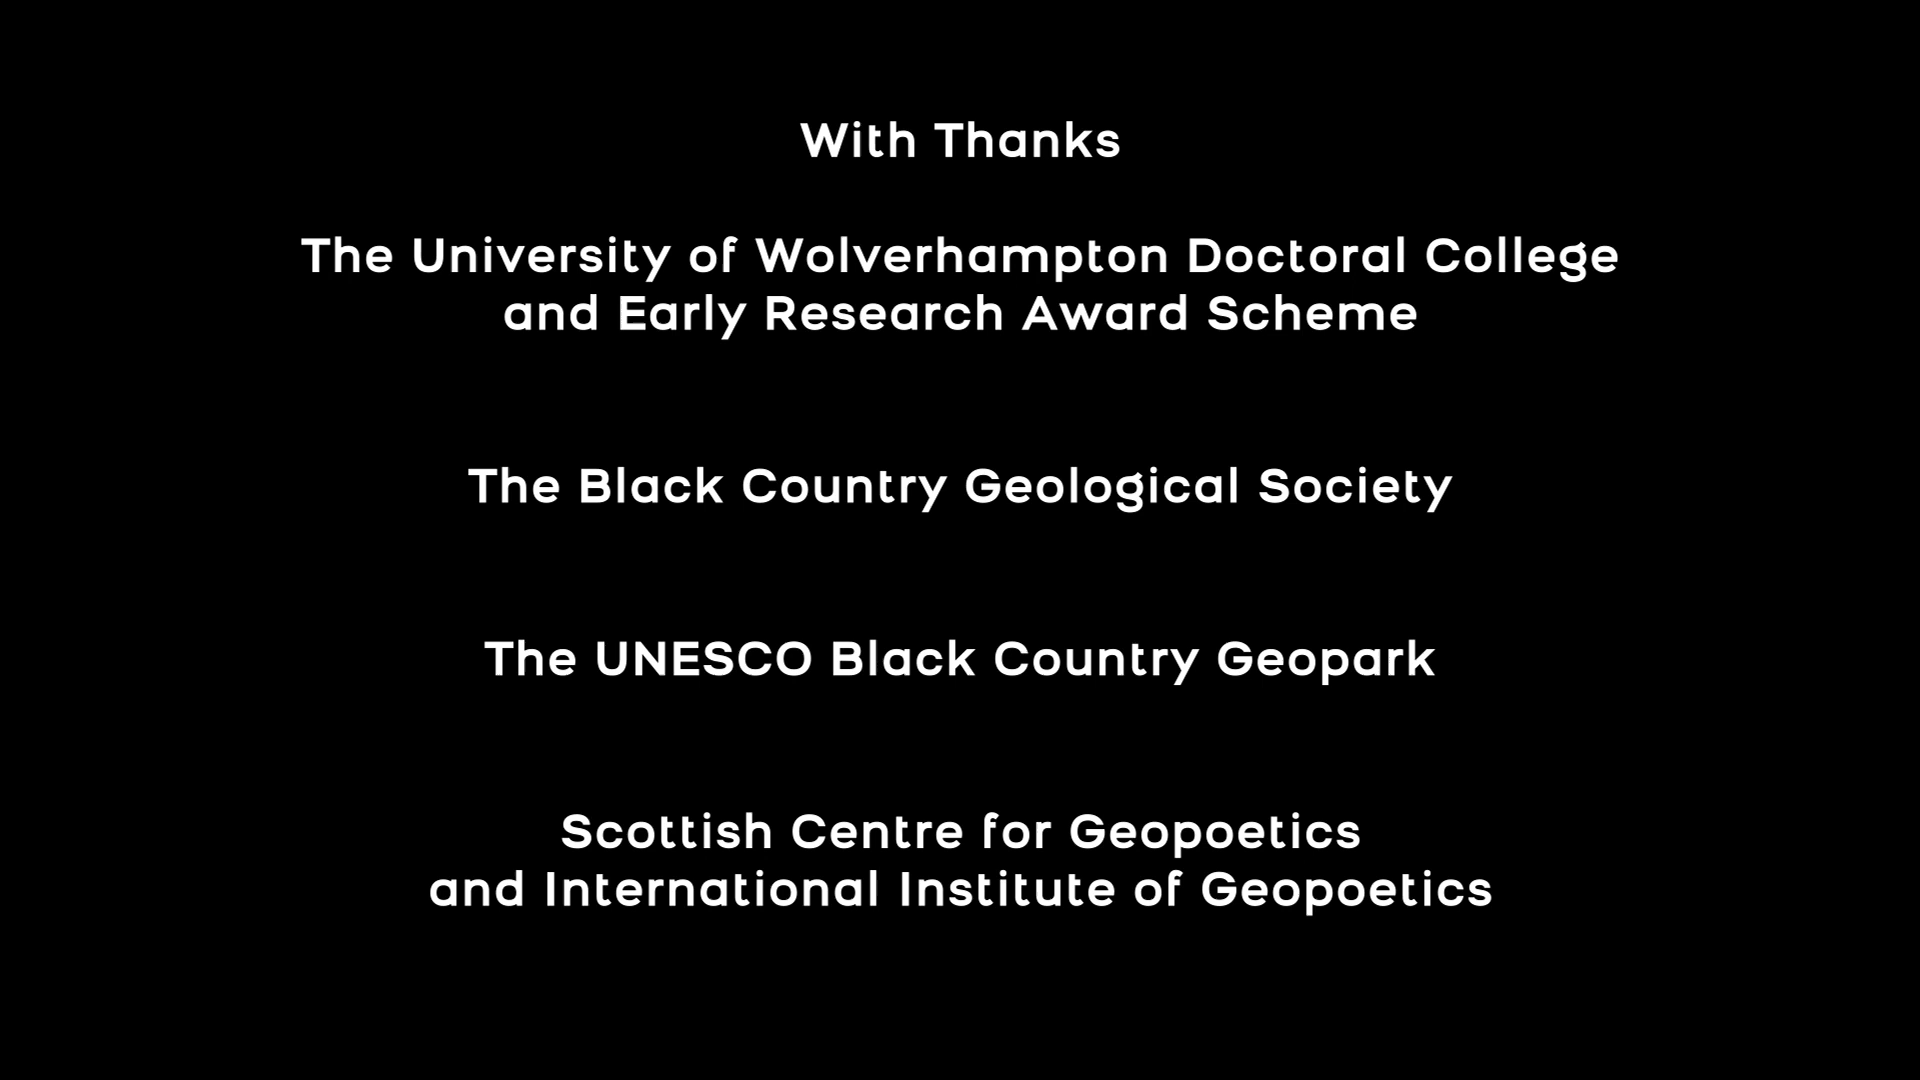 With Thanks
The University of Wolverhampton Doctoral College
and Early Research Award Scheme
The Black Country Geological Society
The UNESCO Black Country Geopark
Scottish Centre for Geopoetics
and International Institute of Geopoetics